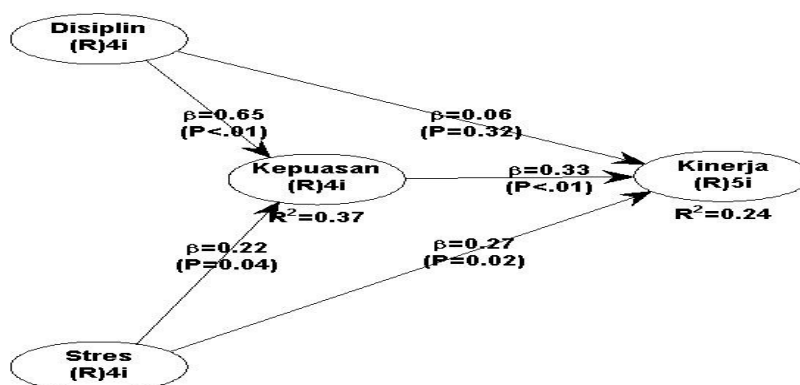 Disiplin
(R)4i
β=0.65
(P<.01)
β=0.06
(P=0.32)
Kepuasan
(R)4i
R²=0.37
β=0.33
(P<.01)
Kinerja
(R)5i
R²=0.24
β=0.22
(P=0.04)
β=0.27
(P=0.02)
Stres
(R)4i